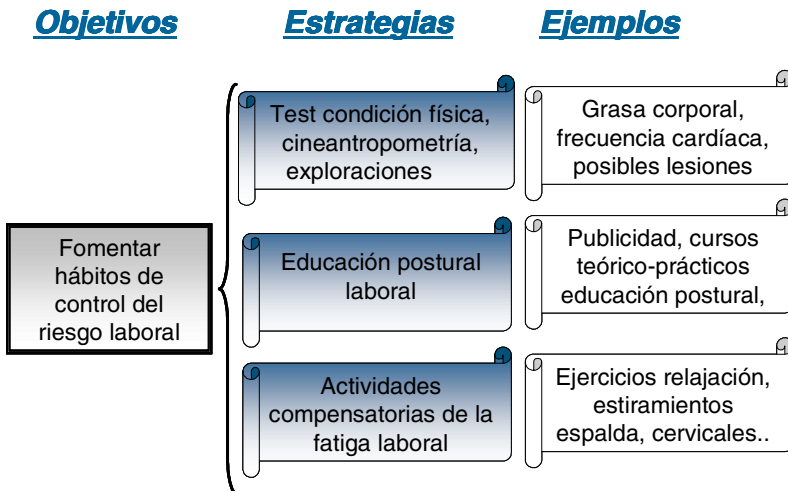 Objetivos
Estrategias
Ejemplos
Fomentar
hábitos de
control del
riesgo laboral
Test condición física,
cineantropometría,
exploraciones
Grasa corporal,
frecuencia cardíaca,
posibles lesiones
Educación postural
laboral
Publicidad, cursos
teórico-prácticos
educación postural,
Actividades
compensatorias de la
fatiga laboral
Ejercicios relajación,
estiramientos
espalda, cervicales..